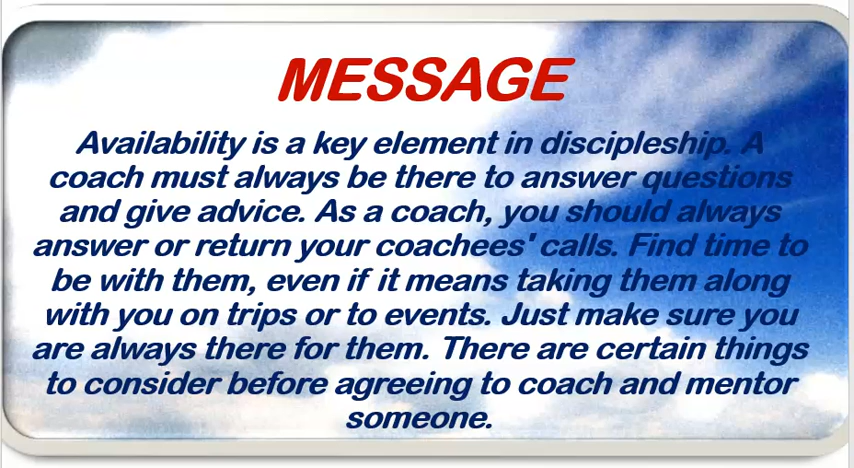 MESSAGE
Availability is a key element in discipleship. A
coach must always be there to answer questions
and give advice. As a coach, you should always
answer or return your coachees' calls. Find time to
be with them, even if it means taking them along
with you on trips or to events. Just make sure you
are always there for them. There are certain things
to consider before agreeing to coach and mentor
someone.